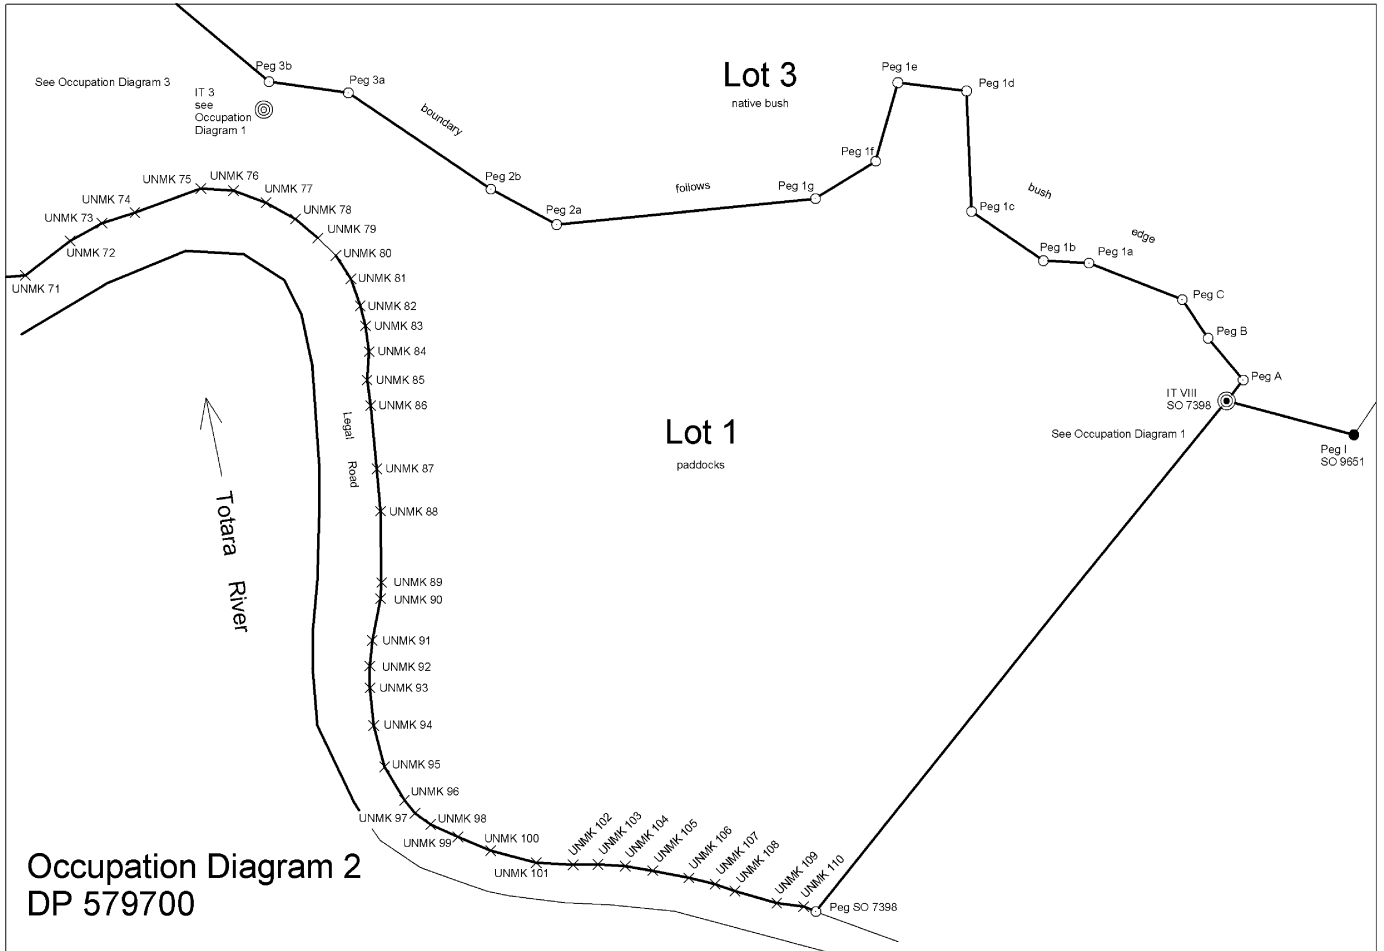 Peg 3b
Peg 3a
See Occupation Diagram 3
IT 3
see
Occupation
Diagram 1
boundary
Lot 3
native bush
Peg 1e
Peg 1d
Peg 1f
Peg 1g
follows
Peg 2b
Peg 2a
bush
Peg 1c
edge
Peg 1b
Peg 1a
Peg C
Peg B
Peg A
IT VIII
SO 7398
See Occupation Diagram 1
Peg I
SO 9651
UNMK 71
UNMK 72
UNMK 73
UNMK 74
UNMK 75
UNMK 76
UNMK 77
UNMK 78
UNMK 79
UNMK 80
UNMK 81
UNMK 82
UNMK 83
UNMK 84
UNMK 85
UNMK 86
Legal Road
Lot 1
paddocks
UNMK 87
UNMK 88
Totara River
UNMK 89
UNMK 90
UNMK 91
UNMK 92
UNMK 93
UNMK 94
UNMK 95
UNMK 96
UNMK 97
UNMK 98
UNMK 99
UNMK 100
UNMK 101
UNMK 102
UNMK 103
UNMK 104
UNMK 105
UNMK 106
UNMK 107
UNMK 108
UNMK 109
UNMK 110
Peg SO 7398
Occupation Diagram 2
DP 579700